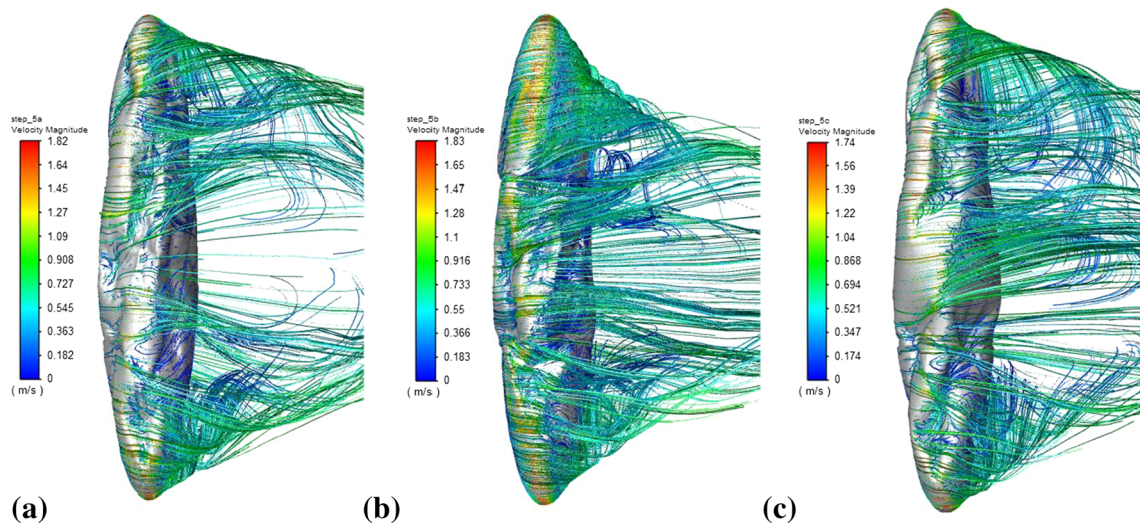 step_5a
Velocity Magnitude
1.82
1.64
1.45
1.27
1.09
0.908
0.727
0.545
0.363
0.182
0
( m/s )
(a)
step_5b
Velocity Magnitude
1.83
1.65
1.47
1.28
1.1
0.916
0.733
0.55
0.366
0.183
0
( m/s )
(b)
step_5c
Velocity Magnitude
1.74
1.56
1.39
1.22
1.04
0.868
0.694
0.521
0.347
0.174
0
( m/s )
(c)